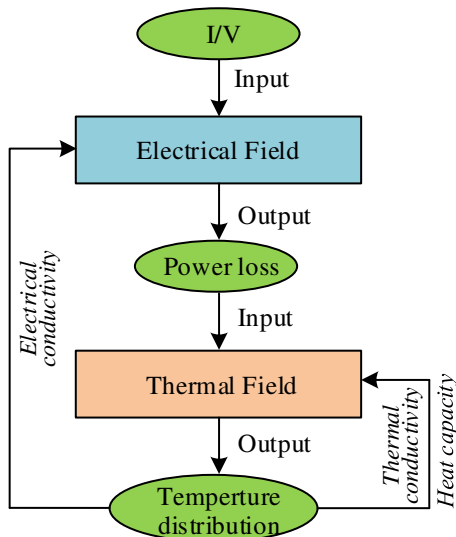 I/V
Input
Electrical Field
Output
Power loss
Input
Thermal Field
Output
Temperture
distribution
Electrical
conductivity
Thermal
conductivity
Heat capacity